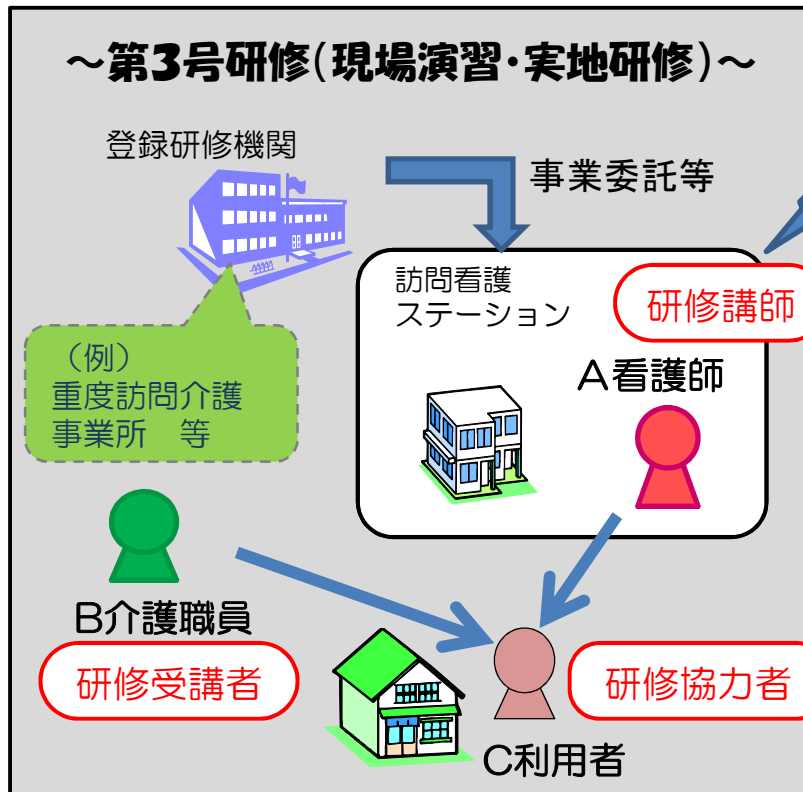 ～第3号研修(現場演習・実地研修)～
登録研修機関
事業委託等
訪問看護
ステーション
研修講師
A看護師
（例）
重度訪問介護
事業所　等
B介護職員
研修受講者
研修協力者
C利用者